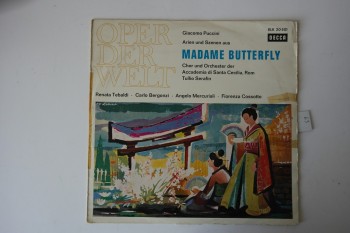 OPER
DER
WELT
Giacomo Puccini
Arien und Szenen aus
MADAME BUTTERFLY
Chor und Orchester der
Accademia di Santa Cecilia, Rom
Tullio Serafin
DECCA
Renata Tebaldi · Carlo Bergonzi · Angelo Mercuriali · Fiorenza Cossotto